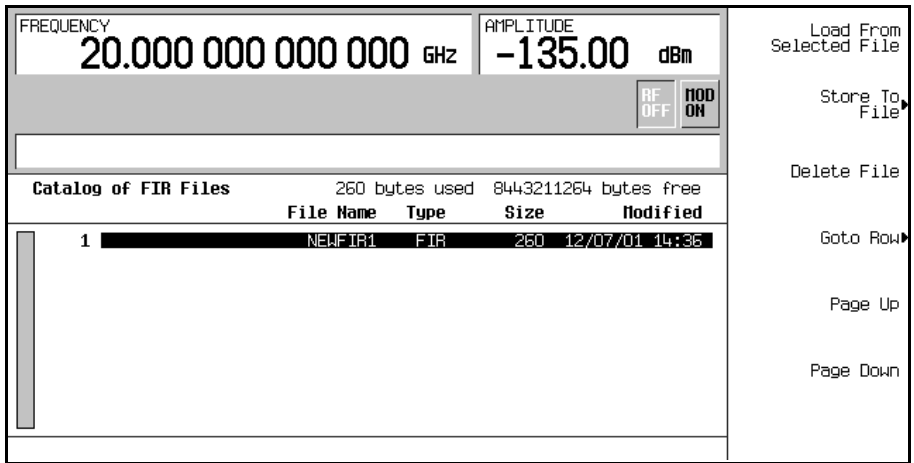 FREQUENCY
20.000 000 000 000 GHz
AMPLITUDE
-135.00 dBm
RF
OFF
MOD
ON
Catalog of FIR Files 260 bytes used 8443211264 bytes free
File Name Type Size Modified
1 NEWFIR1 FIR 260 12/07/01 14:36
Load From
Selected File
Store To
File
Delete File
Goto Row
Page Up
Page Down